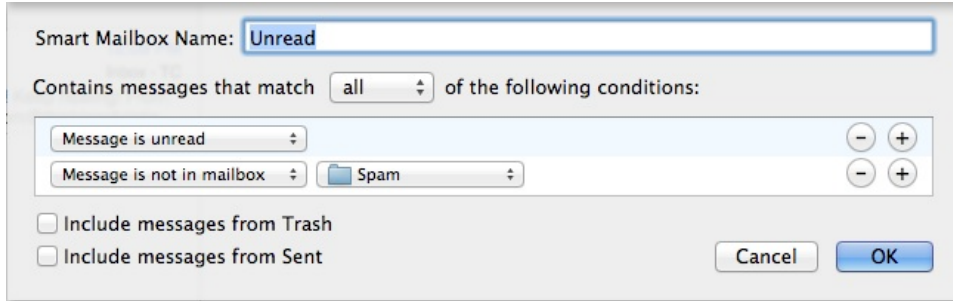 Smart Mailbox Name: Unread
Contains messages that match all of the following conditions:
Message is unread
Message is not in mailbox Spam
Include messages from Trash
Include messages from Sent
Cancel OK